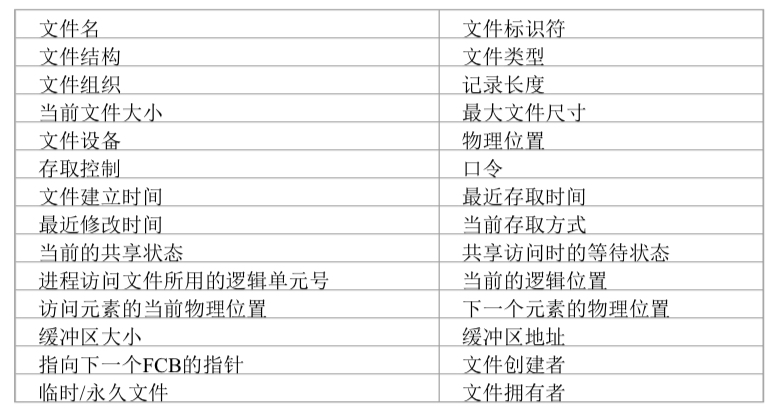 文件名 文件标识符
文件结构 文件类型
文件组织 记录长度
当前文件大小 最大文件尺寸
文件设备 物理位置
存取控制 口令
文件建立时间 最近存取时间
最近修改时间 当前存取方式
当前的共享状态 共享访问时的等待状态
进程访问文件所用的逻辑单元号 当前的逻辑位置
访问元素的当前物理位置 下一个元素的物理位置
缓冲区大小 缓冲区地址
指向下一个FCB的指针 文件创建者
临时/永久文件 文件拥有者